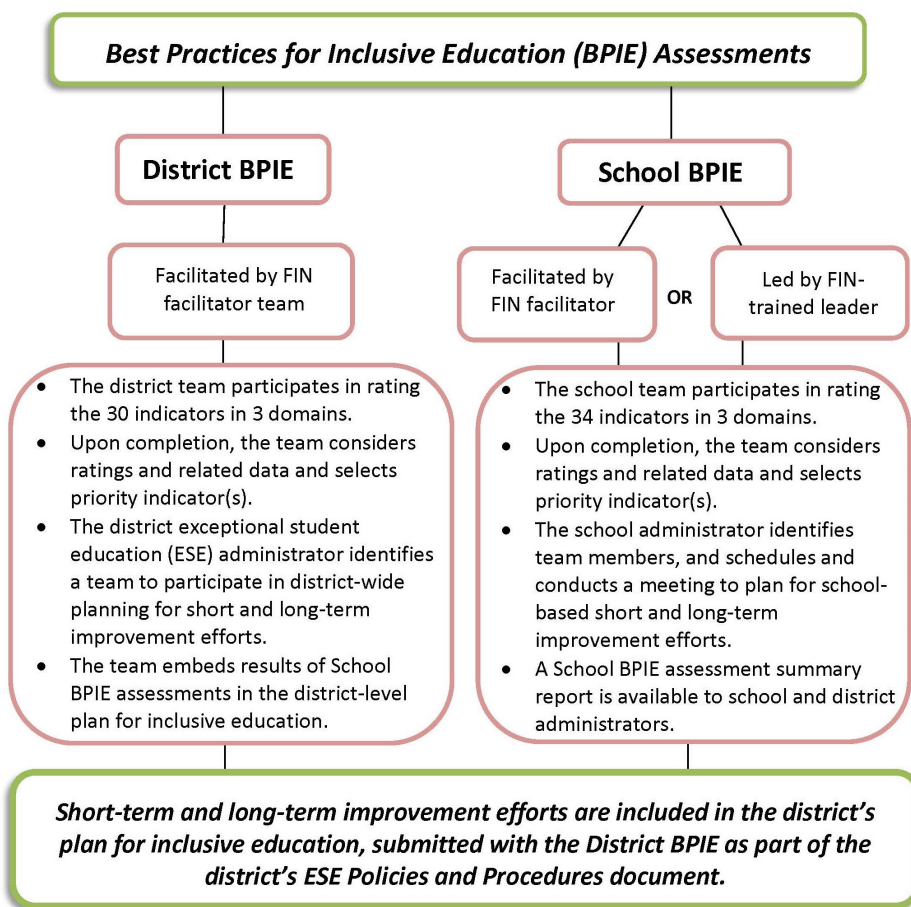 Best Practices for Inclusive Education (BPIE) Assessments
District BPIE
School BPIE
Facilitated by FIN
facilitator team
Facilitated by
FIN facilitator
OR
Led by FIN-
trained leader
• The district team participates in rating
the 30 indicators in 3 domains.
• Upon completion, the team considers
ratings and related data and selects
priority indicator(s).
• The district exceptional student
education (ESE) administrator identifies
a team to participate in district-wide
planning for short and long-term
improvement efforts.
• The team embeds results of School
BPIE assessments in the district-level
plan for inclusive education.
• The school team participates in rating
the 34 indicators in 3 domains.
• Upon completion, the team considers
ratings and related data and selects
priority indicator(s).
• The school administrator identifies
team members, and schedules and
conducts a meeting to plan for school-
based short and long-term
improvement efforts.
• A School BPIE assessment summary
report is available to school and district
administrators.
Short-term and long-term improvement efforts are included in the district's
plan for inclusive education, submitted with the District BPIE as part of the
district's ESE Policies and Procedures document.